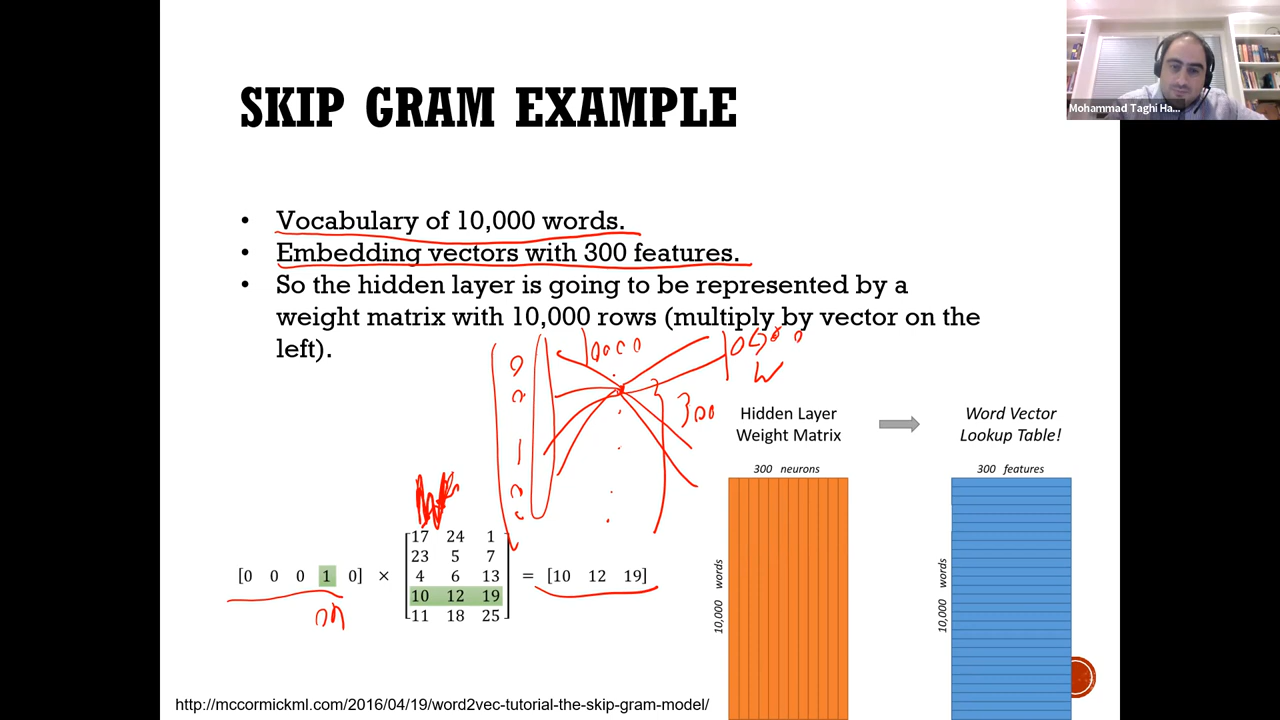 Mohammad Taghi Ha...
SKIP GRAM EXAMPLE
• Vocabulary of 10,000 words.
• Embedding vectors with 300 features.
• So the hidden layer is going to be represented by a
weight matrix with 10,000 rows (multiply by vector on the
left).
10000
W
300
0
0
1
Hidden Layer
Weight Matrix
Word Vector
Lookup Table!
300 neurons
300 features
10,000 words
10,000 words
[0 0 0 1 0] ×
17 24 1
23 5 7
4 6 13
10 12 19
11 18 25
= [10 12 19]
on
http://mccormickml.com/2016/04/19/word2vec-tutorial-the-skip-gram-model/